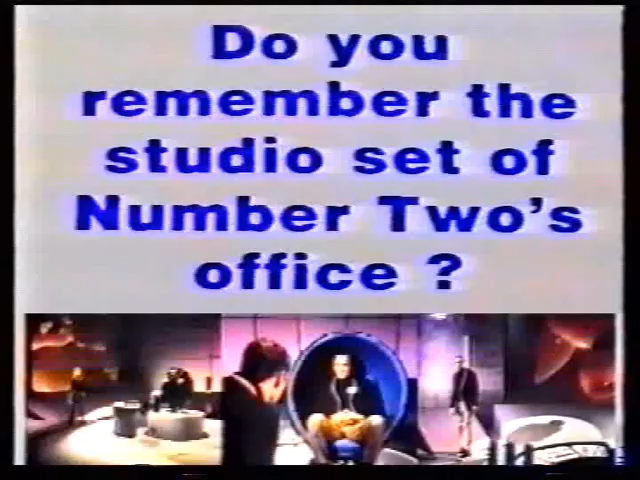 Do you
remember the
studio set of
Number Two's
office ?